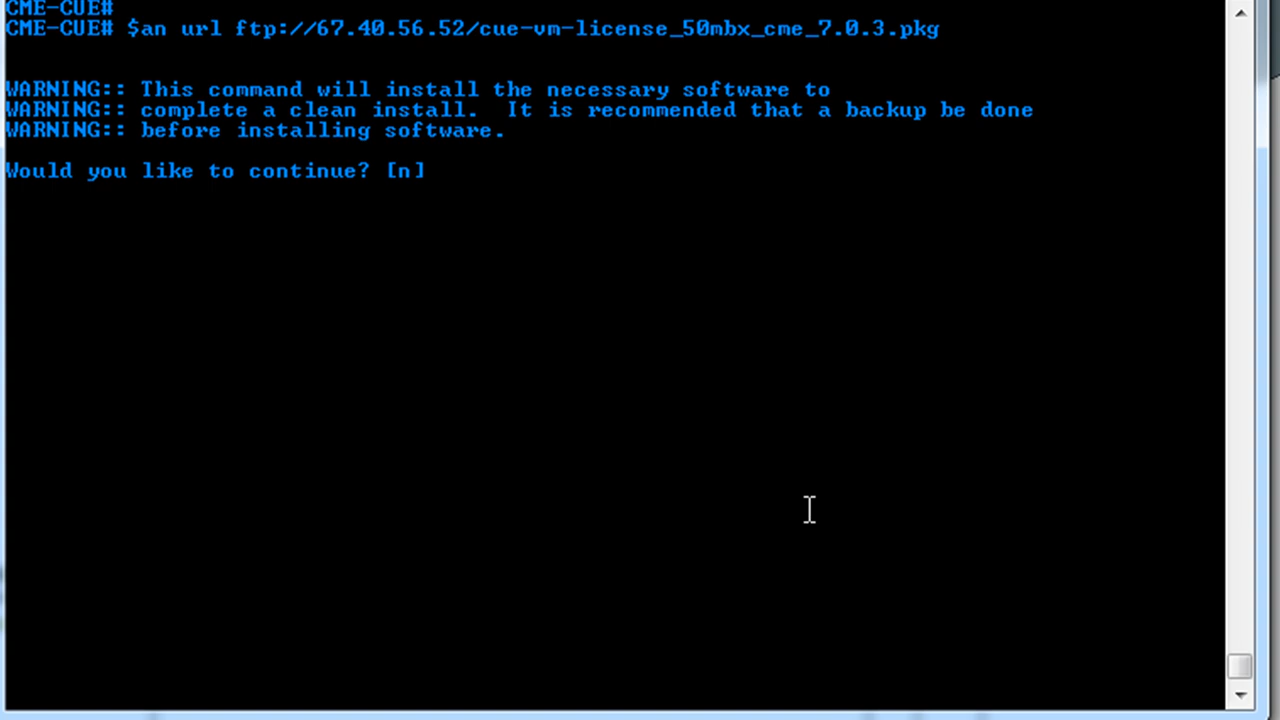 CME-CUE#
CME-CUE# $an url ftp://67.40.56.52/cue-vm-license_50mbx_cme_7.0.3.pkg
WARNING:: This command will install the necessary software to
WARNING:: complete a clean install.  It is recommended that a backup be done
WARNING:: before installing software.
Would you like to continue? [n]